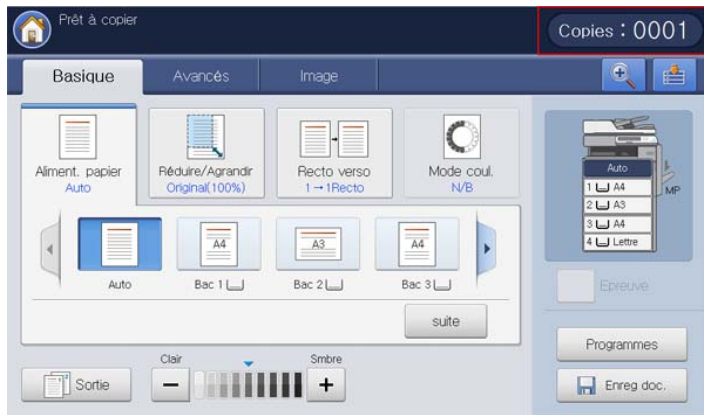 Prêt à copier
Copies : 0001
Basique
Avancés
Image
Aliment. papier
Auto
Réduire/Agrandir
Original(100%)
Recto verso
1 → 1Recto
Mode coul.
N/B
A4
A3
A4
Auto
Bac 1
Bac 2
Bac 3
suite
Auto
1 A4
2 A3
3 A4
4 Lettre
MP
Epreuve
Programmes
Enreg doc.
Sortie
Clair
Smbre